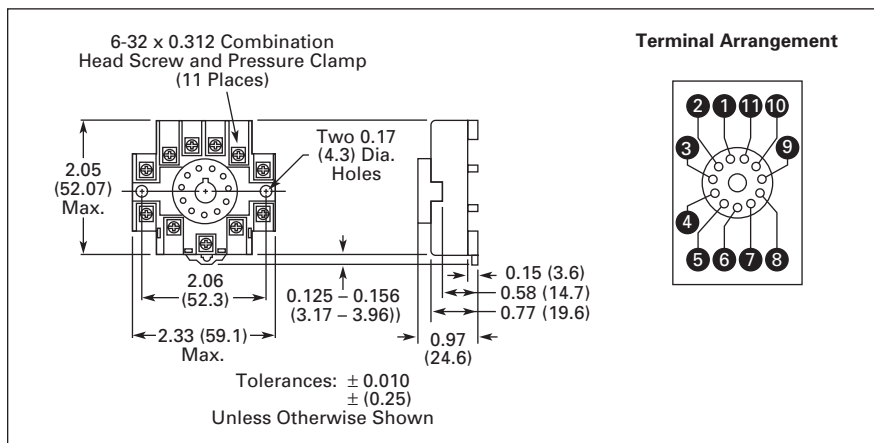 6-32 x 0.312 Combination
Head Screw and Pressure Clamp
(11 Places)
Two 0.17
(4.3) Dia.
Holes
2.05
(52.07)
Max.
2.06
(52.3)
0.125 – 0.156
(3.17 – 3.96))
2.33 (59.1)
Max.
0.15 (3.6)
0.58 (14.7)
0.77 (19.6)
0.97
(24.6)
Tolerances: ± 0.010
± (0.25)
Unless Otherwise Shown
Terminal Arrangement
2 1 11 10
3 9
4
5 6 7 8